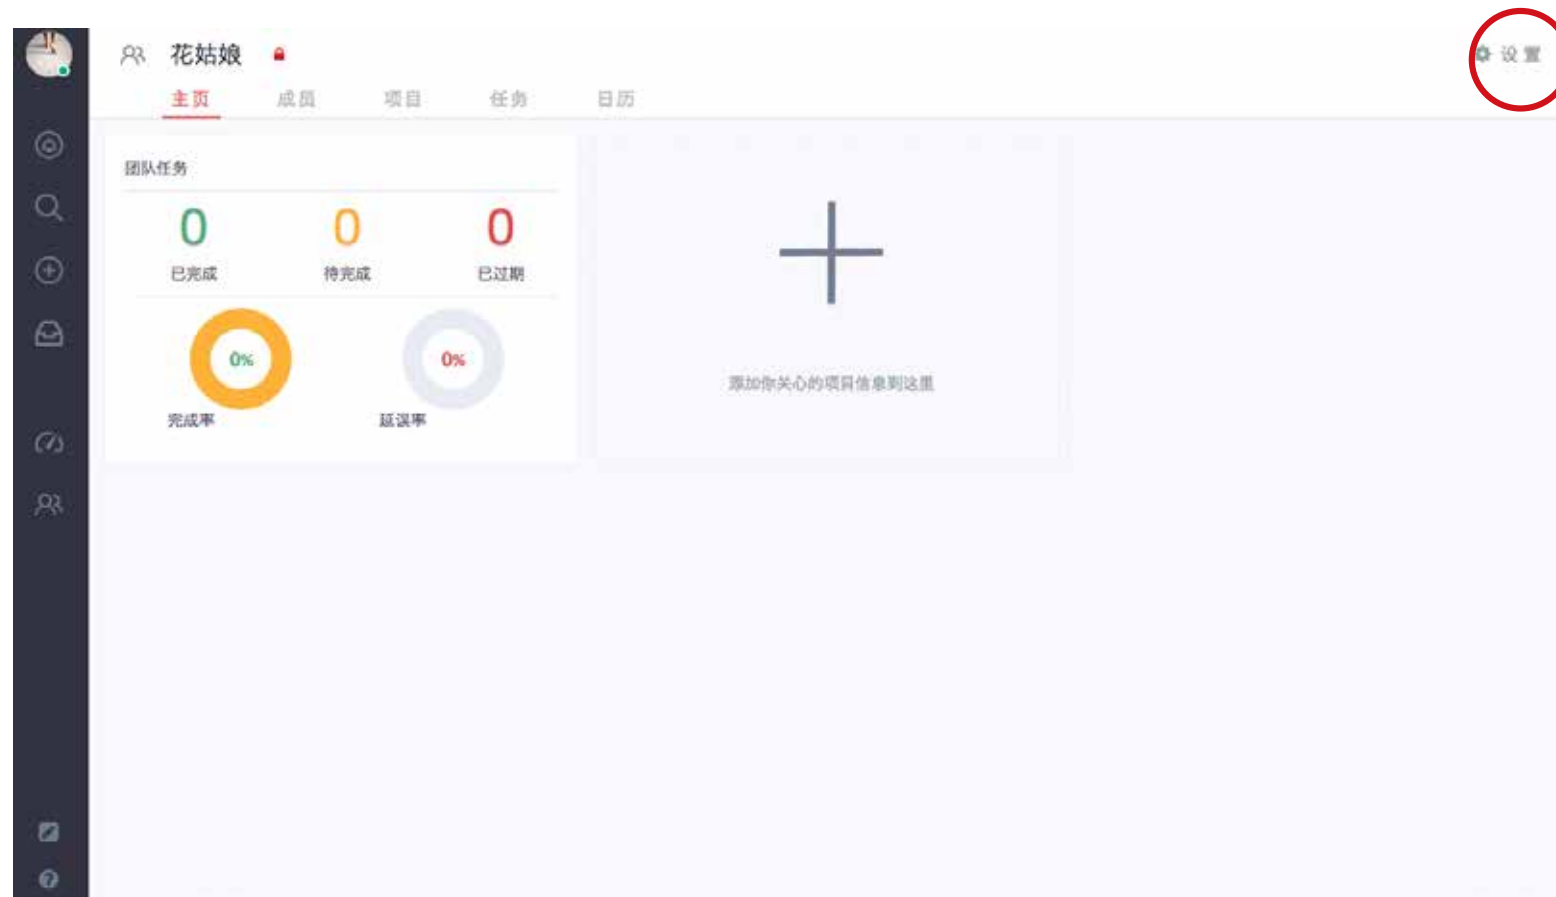 花姑娘
设置
主页 成员 项目 任务 日历
团队任务
0 0 0
已完成 待完成 已过期
0% 0%
完成率 延误率
添加你关心的项目信息到这里